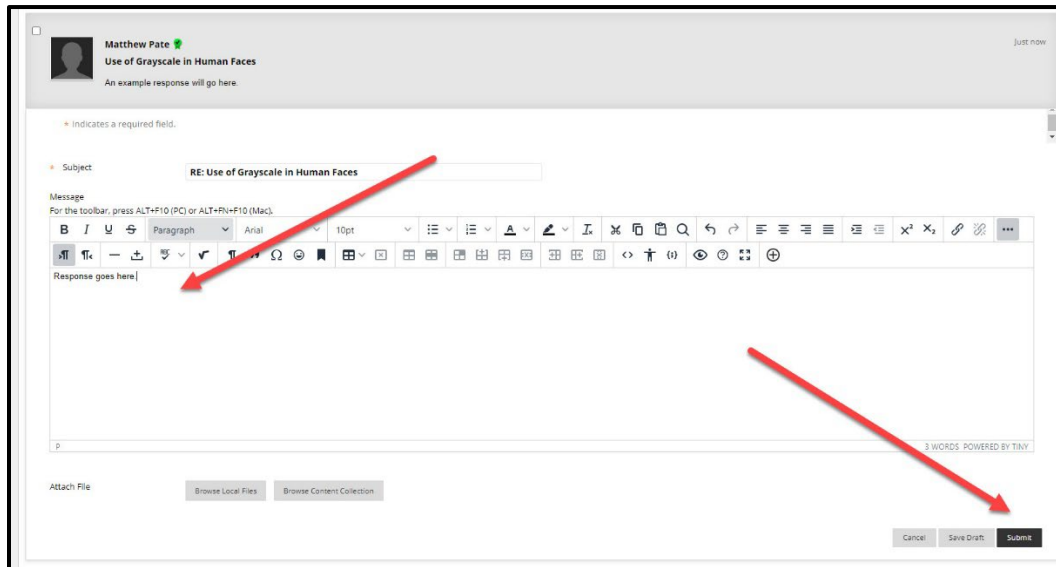 Matthew Pate
Just now
Use of Grayscale in Human Faces
An example response will go here.
* Indicates a required field.
* Subject
RE: Use of Grayscale in Human Faces
Message
For the toolbar, press ALT+F10 (PC) or ALT+FN+F10 (Mac).
B I U S Paragraph Arial 10pt
Response goes here.
P
3 WORDS POWERED BY TINY
Attach File
Browse Local Files Browse Content Collection
Cancel Save Draft Submit